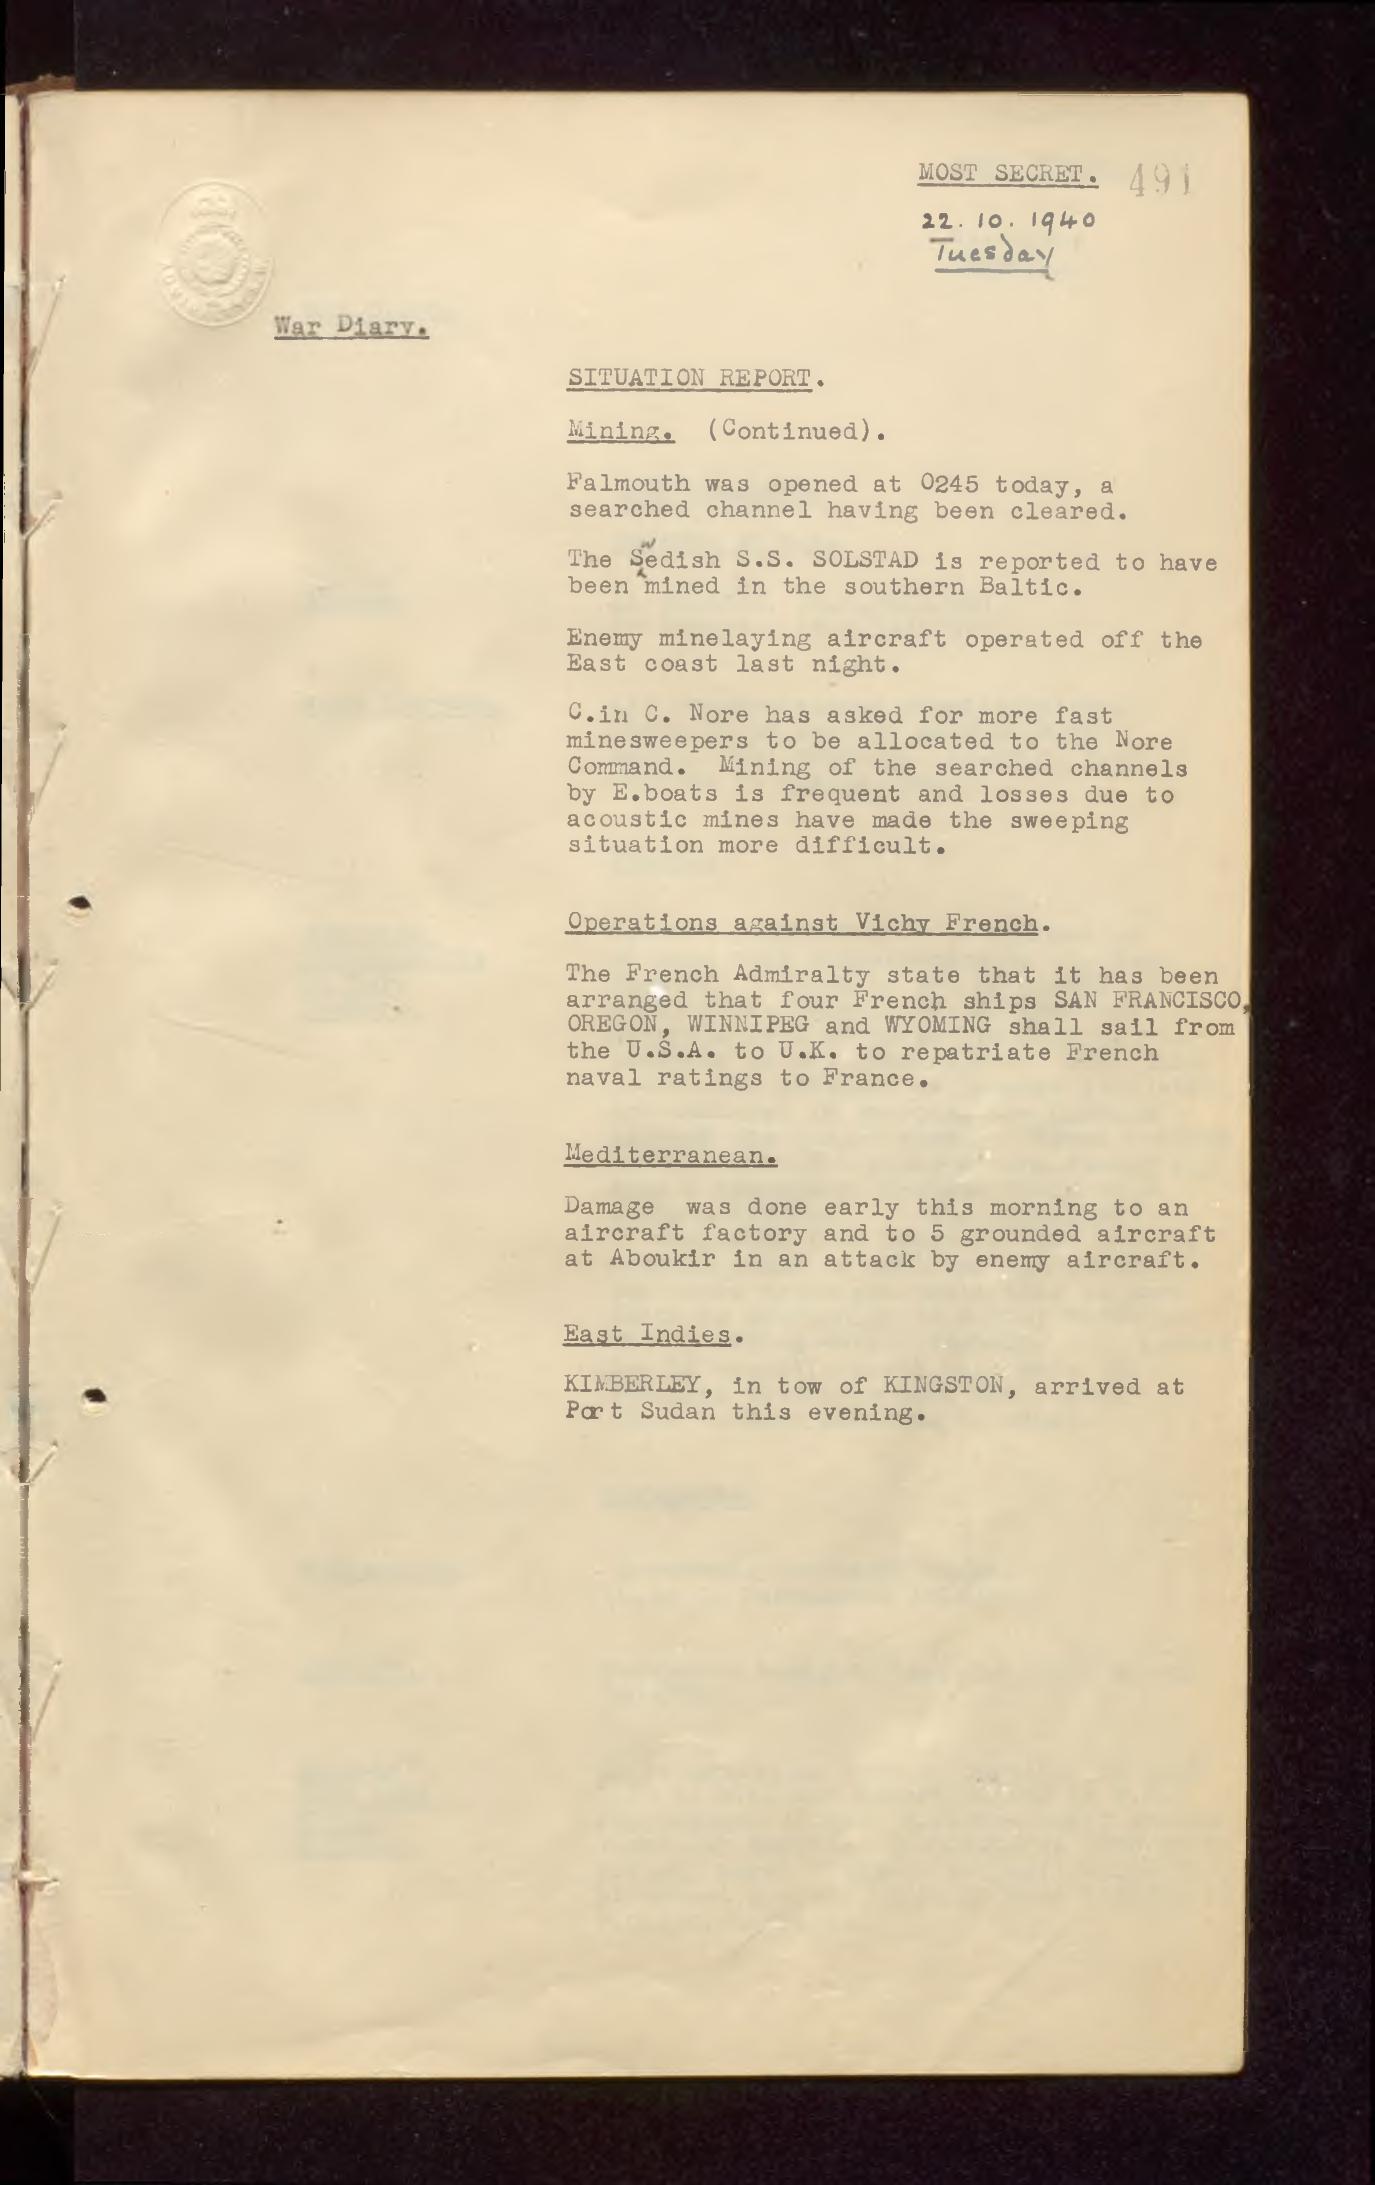 MOST SECRET. 491
22.10.1940
Tuesday
War Diary.
SITUATION REPORT.
Mining. (Continued).
Falmouth was opened at 0245 today, a
searched channel having been cleared.
The Swedish S.S. SOLSTAD is reported to have
been mined in the southern Baltic.
Enemy minelaying aircraft operated off the
East coast last night.
C.in C. Nore has asked for more fast
minesweepers to be allocated to the Nore
Command. Mining of the searched channels
by E.boats is frequent and losses due to
acoustic mines have made the sweeping
situation more difficult.
Operations against Vichy French.
The French Admiralty state that it has been
arranged that four French ships SAN FRANCISCO,
OREGON, WINNIPEG and WYOMING shall sail from
the U.S.A. to U.K. to repatriate French
naval ratings to France.
Mediterranean.
Damage was done early this morning to an
aircraft factory and to 5 grounded aircraft
at Aboukir in an attack by enemy aircraft.
East Indies.
KIMBERLEY, in tow of KINGSTON, arrived at
Port Sudan this evening.